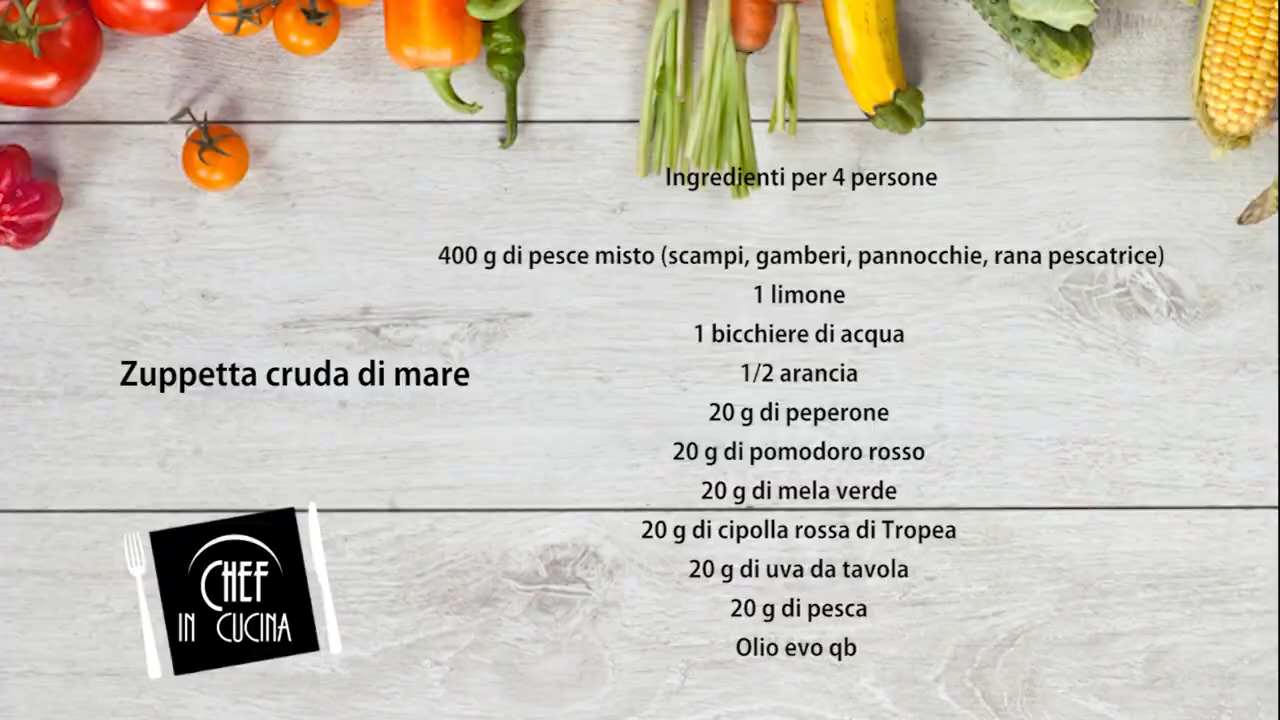 Ingredienti per 4 persone
400 g di pesce misto (scampi, gamberi, pannocchie, rana pescatrice)
1 limone
1 bicchiere di acqua
1/2 arancia
20 g di peperone
20 g di pomodoro rosso
20 g di mela verde
20 g di cipolla rossa di Tropea
20 g di uva da tavola
20 g di pesca
Olio evo qb
Zuppetta cruda di mare
CHEF
IN CUCINA